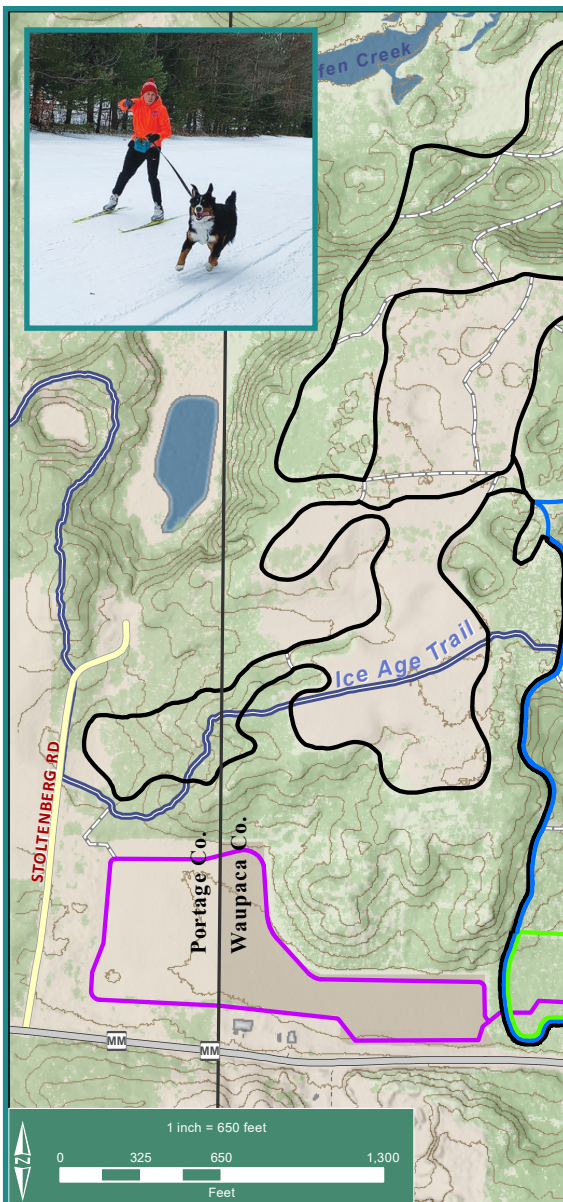 fen Creek
Ice Age Trail
STOLTENBERG RD
Portage Co.
Waupaca Co.
MM
MM
1 inch = 650 feet
N
0 325 650 1,300
Feet